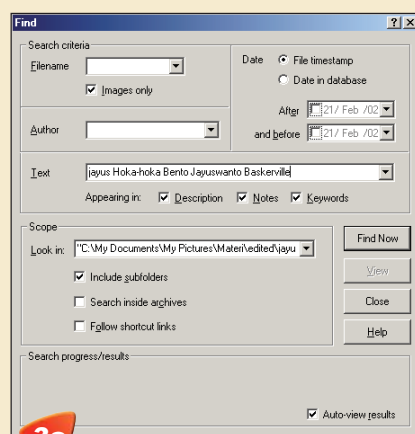 Find
Search criteria
Filename
Images only
Author
Date
File timestamp
Date in database
After 21/ Feb /02
and before 21/ Feb /02
Text jayus Hoka-hoka Bento Jayuswanto Baskerville
Appearing in: Description Notes Keywords
Scope
Look in: "C:\My Documents\My Pictures\Materi\edited\jayu
Include subfolders
Search inside archives
Follow shortcut links
Find Now
View
Close
Help
Search progress/results
Auto-view results